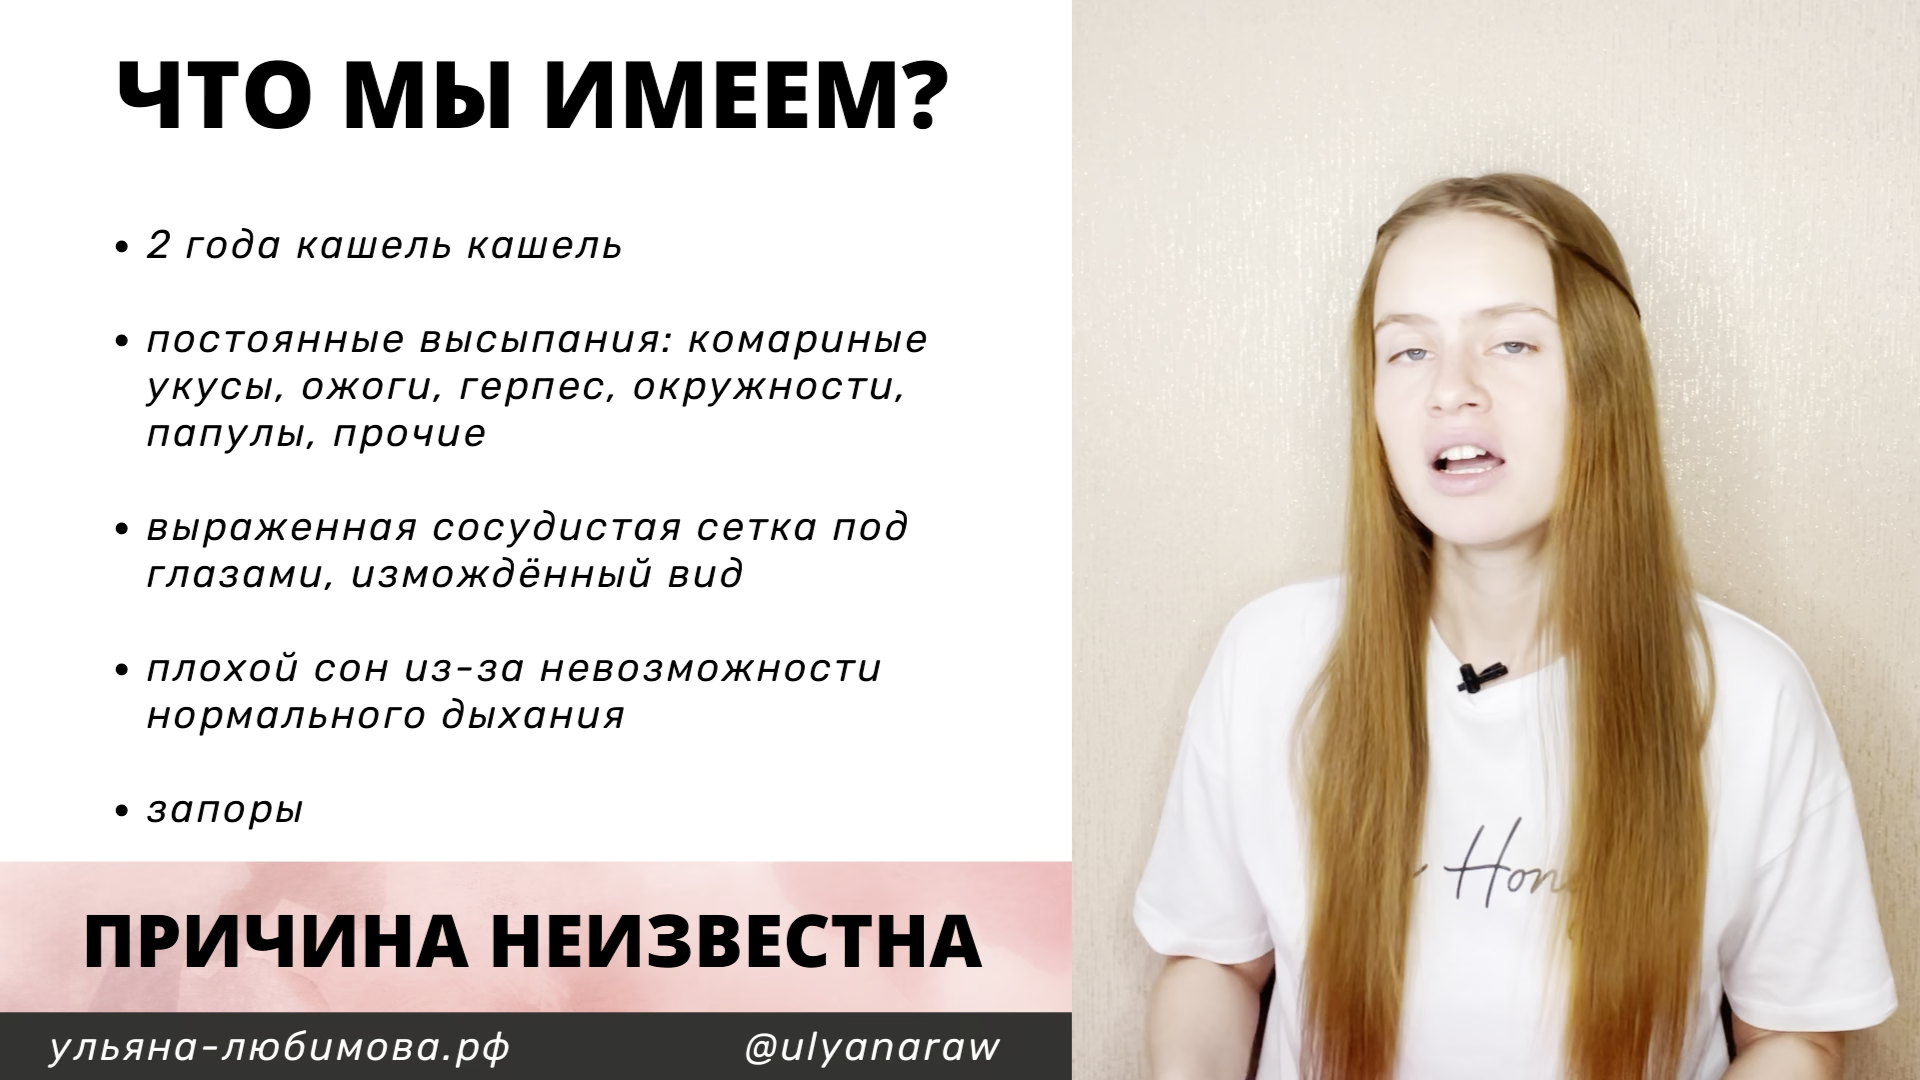 ЧТО МЫ ИМЕЕМ?
• 2 года кашель кашель
• постоянные высыпания: комариные
укусы, ожоги, герпес, окружности,
папулы, прочие
• выраженная сосудистая сетка под
глазами, измождённый вид
• плохой сон из-за невозможности
нормального дыхания
• запоры
ПРИЧИНА НЕИЗВЕСТНА
ульяна-любимова.рф
@ulyanaraw